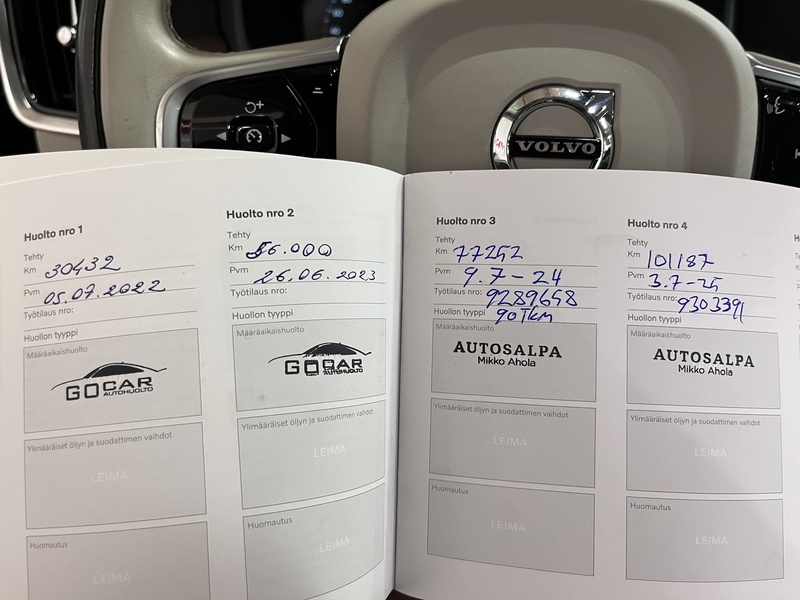 VOLVO
Huolto nro 1
Tehty
Km 30432
Pvm 05.07.2022
Työtilaus nro:
Huollon tyyppi
Määräaikaishuolto
GOCAR
AUTOHUOLTO
Ylimääräiset öljyn ja suodattimen vaihdot
LEIMA
Huomautus
LEIMA
Huolto nro 2
Tehty
Km 56.000
Pvm 26.06.2023
Työtilaus nro:
Huollon tyyppi
Määräaikaishuolto
GOCAR
AUTOHUOLTO
Ylimääräiset öljyn ja suodattimen vaihdot
LEIMA
Huomautus
LEIMA
Huolto nro 3
Tehty
Km 77252
Pvm 9.7-24
Työtilaus nro: 9289658
Huollon tyyppi 90Tkm
Määräaikaishuolto
AUTOSALPA
Mikko Ahola
Ylimääräiset öljyn ja suodattimen vaihdot
LEIMA
Huomautus
LEIMA
Huolto nro 4
Tehty
Km 101187
Pvm 3.7-25
Työtilaus nro: 9303391
Huollon tyyppi
Määräaikaishuolto
AUTOSALPA
Mikko Ahola
Ylimääräiset öljyn ja suodattimen vaihdot
LEIMA
Huomautus
LEIMA